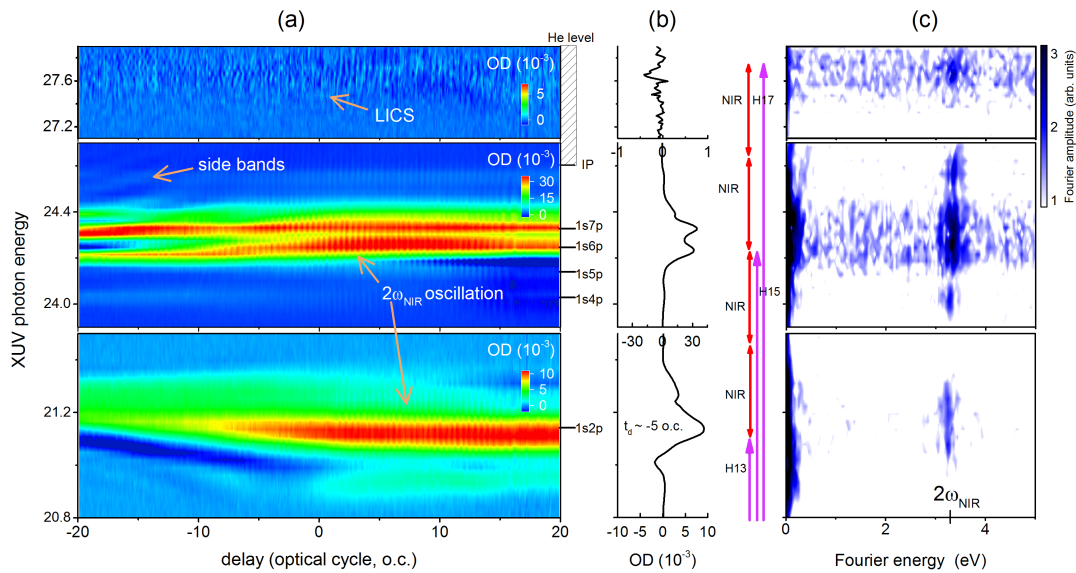 (a)
(b)
(c)
He level
OD (10-3)
5
0
LICS
27.6
27.2
-1 0 1
NIR
H17
3
2
1
Fourier amplitude (arb. units)
side bands
OD (10-3)
30
15
0
IP
24.4
24.0
1s7p
1s6p
1s5p
1s4p
2ωNIR oscillation
-30 0 30
NIR
H15
NIR
XUV photon energy
OD (10-3)
10
5
0
21.2
20.8
1s2p
td ~ -5 o.c.
NIR
H13
2ωNIR
-20 -10 0 10 20
-10 -5 0 5 10
0 2 4
delay (optical cycle, o.c.)
OD (10-3)
Fourier energy (eV)